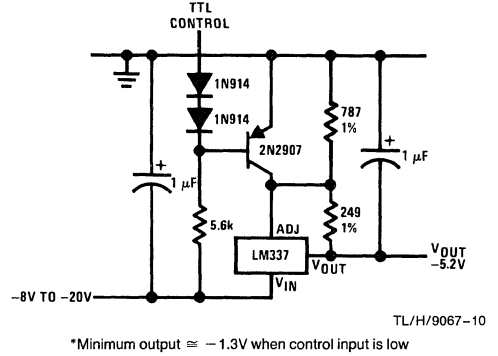 TTL
CONTROL
1N914
1N914
787
1%
2N2907
1 µF
1 µF
5.6k
249
1%
ADJ
LM337
VOUT
VIN
VOUT
−5.2V
−8V TO −20V
TL/H/9067-10
*Minimum output ≅ −1.3V when control input is low